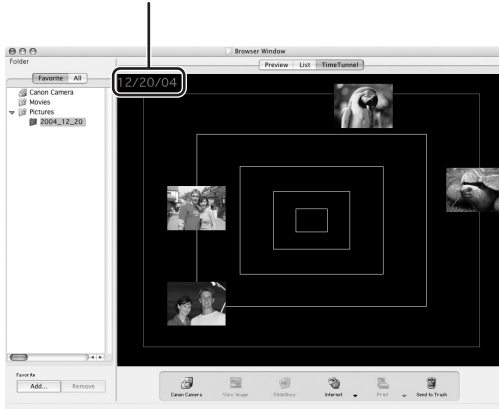 Browser Window
Folder
Preview List TimeTunnel
Favorite All
12/20/04
Canon Camera
Movies
Pictures
2004_12_20
Favorite
Add... Remove
Canon Camera View Image SlideShow Internet Print Send to Trash